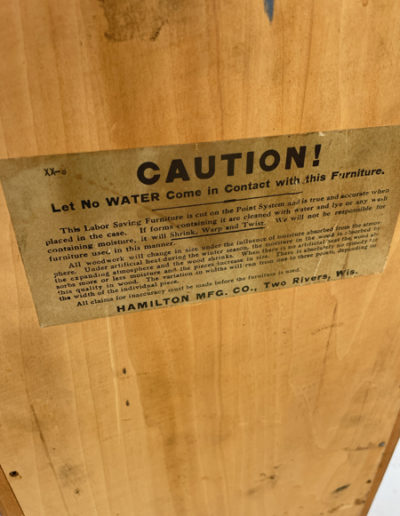 XX-
CAUTION!
Let No WATER Come in Contact with this Furniture.
This Labor Saving Furniture is cut on the Point System and is true and accurate when
placed in the case. If forms containing it are cleaned with water and lye or any wash
containing moisture, it will Shrink, Warp and Twist. We will not be responsible for
furniture used in this manner.
All woodwork will change in size under the influence of moisture absorbed from the atmos-
phere. Under artificial heat during the winter season, the moisture in the wood is absorbed by
the expanding atmosphere and the wood shrinks. When there is no artificial heat the wood ab-
sorbs more or less moisture and the pieces increase in size. There is no known remedy for
this quality in wood. The variation in widths will run from one to three points, depending on
the width of the individual piece.
All claims for inaccuracy must be made before the furniture is used.
HAMILTON MFG. CO., Two Rivers, Wis.